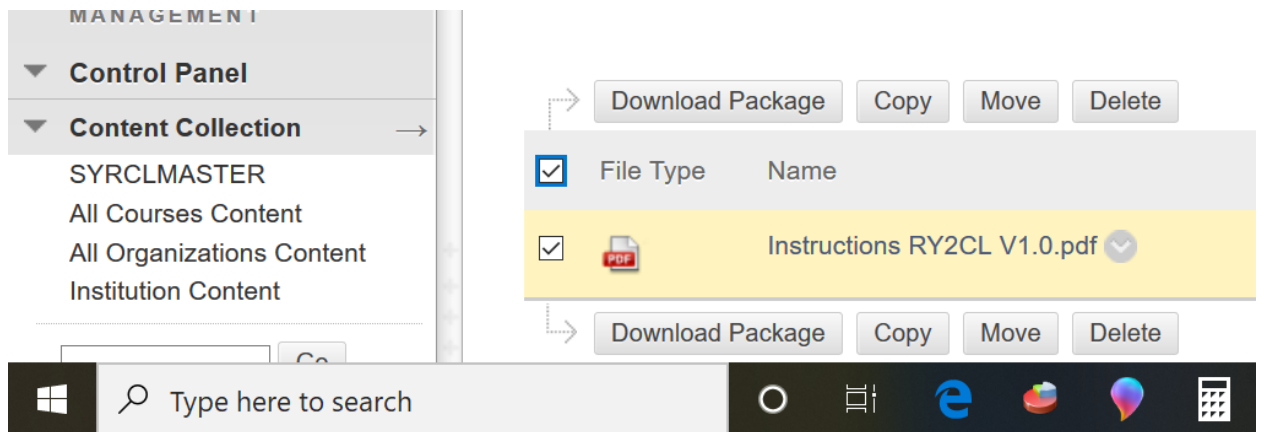 MANAGEMENT
Control Panel
Content Collection →
SYRCLMASTER
All Courses Content
All Organizations Content
Institution Content
Go
Download Package Copy Move Delete
File Type Name
PDF Instructions RY2CL V1.0.pdf
Download Package Copy Move Delete
Type here to search